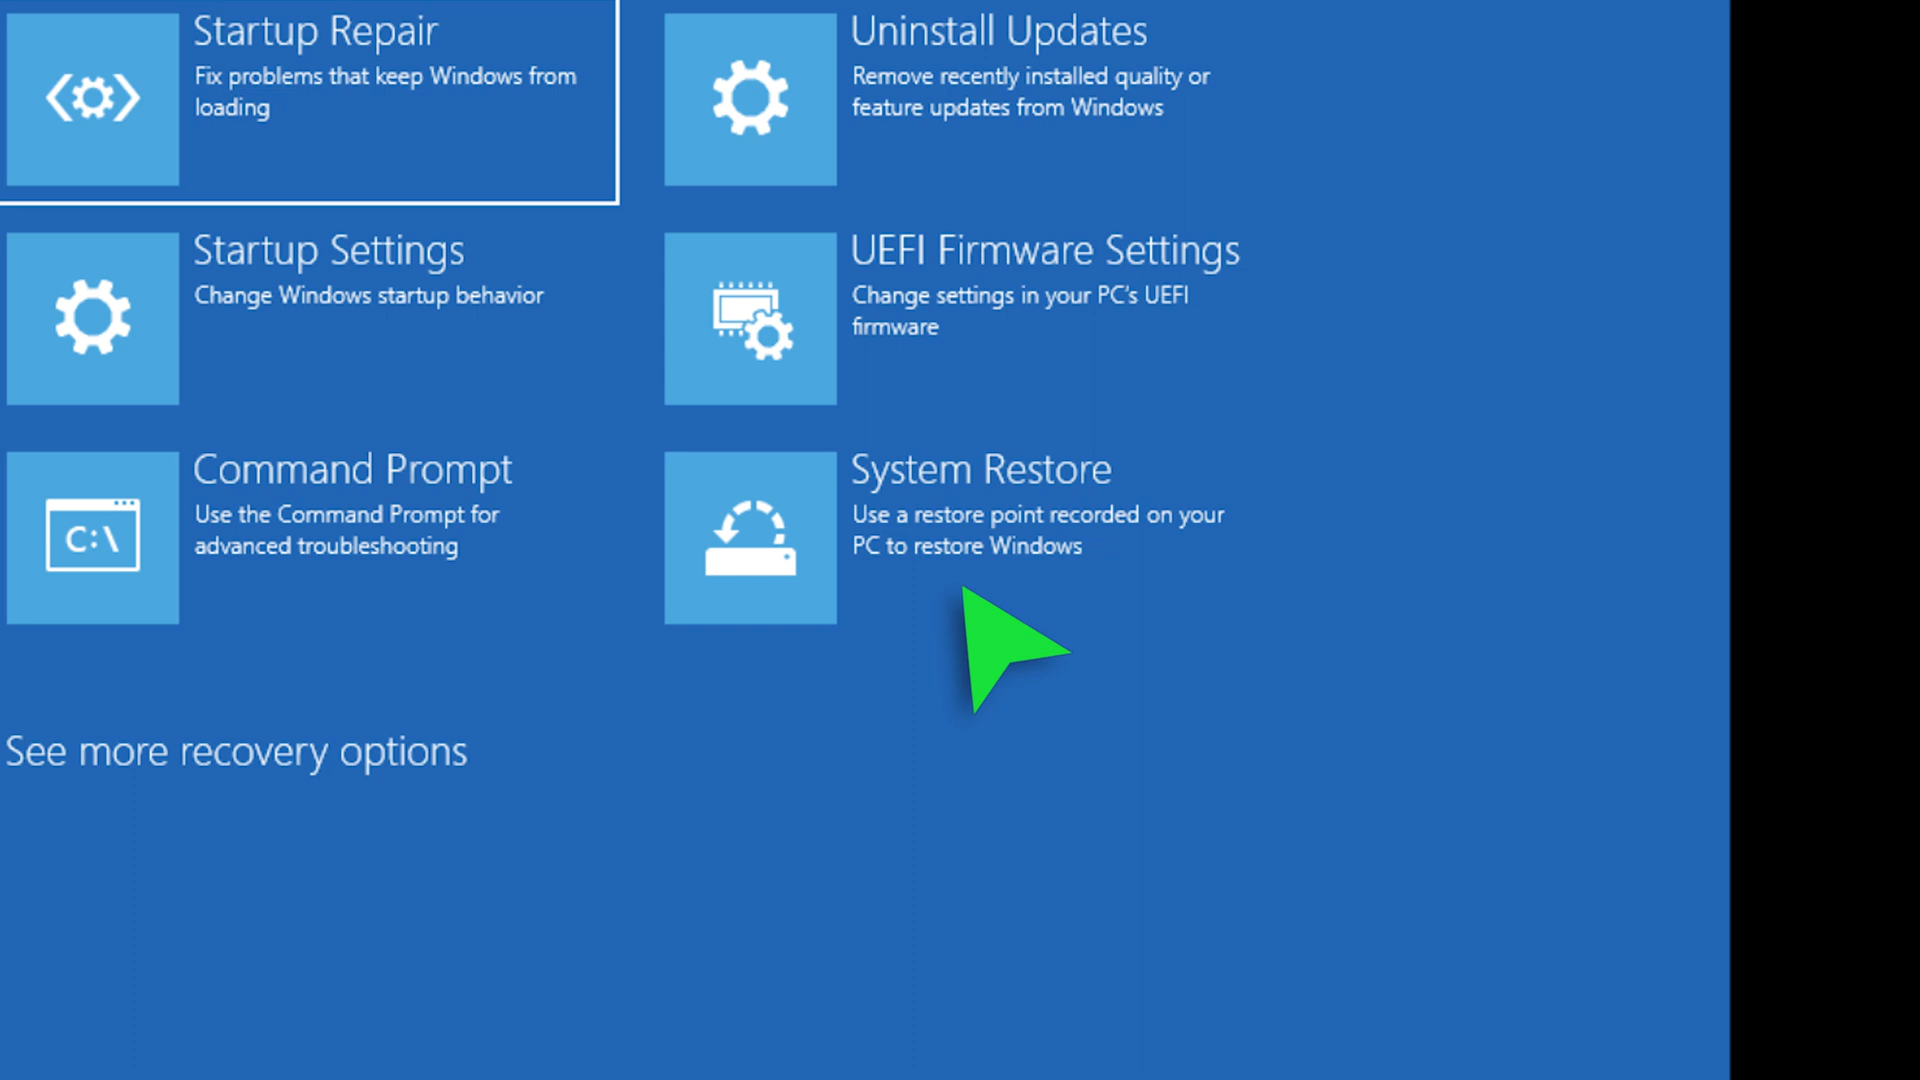 Startup Repair
Fix problems that keep Windows from
loading
Uninstall Updates
Remove recently installed quality or
feature updates from Windows
Startup Settings
Change Windows startup behavior
UEFI Firmware Settings
Change settings in your PC's UEFI
firmware
C:\
Command Prompt
Use the Command Prompt for
advanced troubleshooting
System Restore
Use a restore point recorded on your
PC to restore Windows
See more recovery options